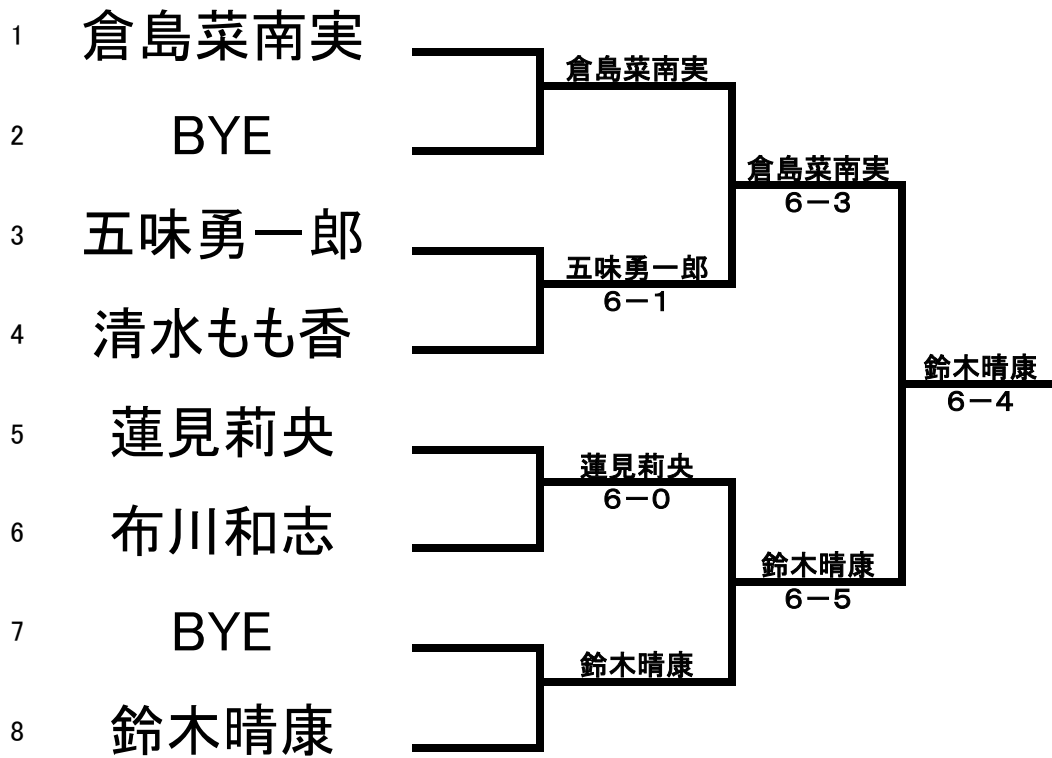 1 倉島菜南実
倉島菜南実
2 BYE
倉島菜南実
6－3
3 五味勇一郎
五味勇一郎
6－1
4 清水もも香
鈴木晴康
6－4
5 蓮見莉央
蓮見莉央
6－0
6 布川和志
鈴木晴康
6－5
7 BYE
鈴木晴康
8 鈴木晴康